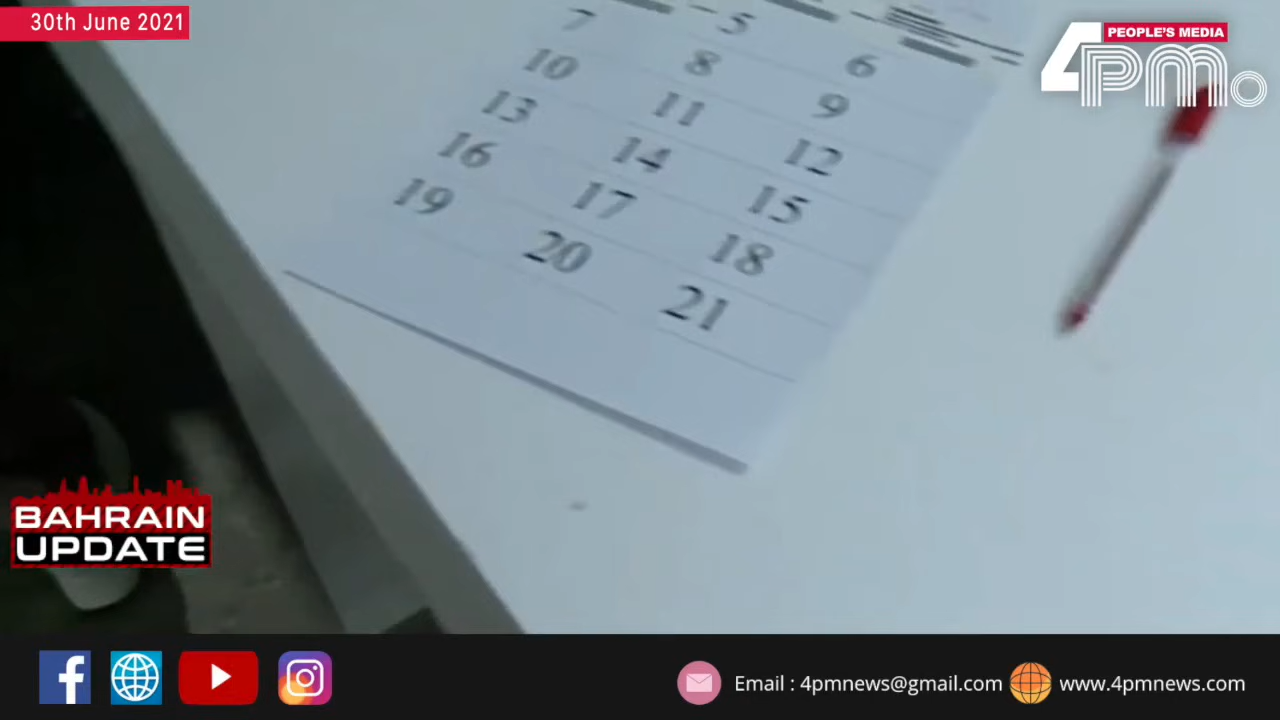 30th June 2021
PEOPLE'S MEDIA
4pm
7 5 6
10 8 9
13 11 12
16 14 15
19 17 18
20 21
BAHRAIN
UPDATE
Email : 4pmnews@gmail.com www.4pmnews.com